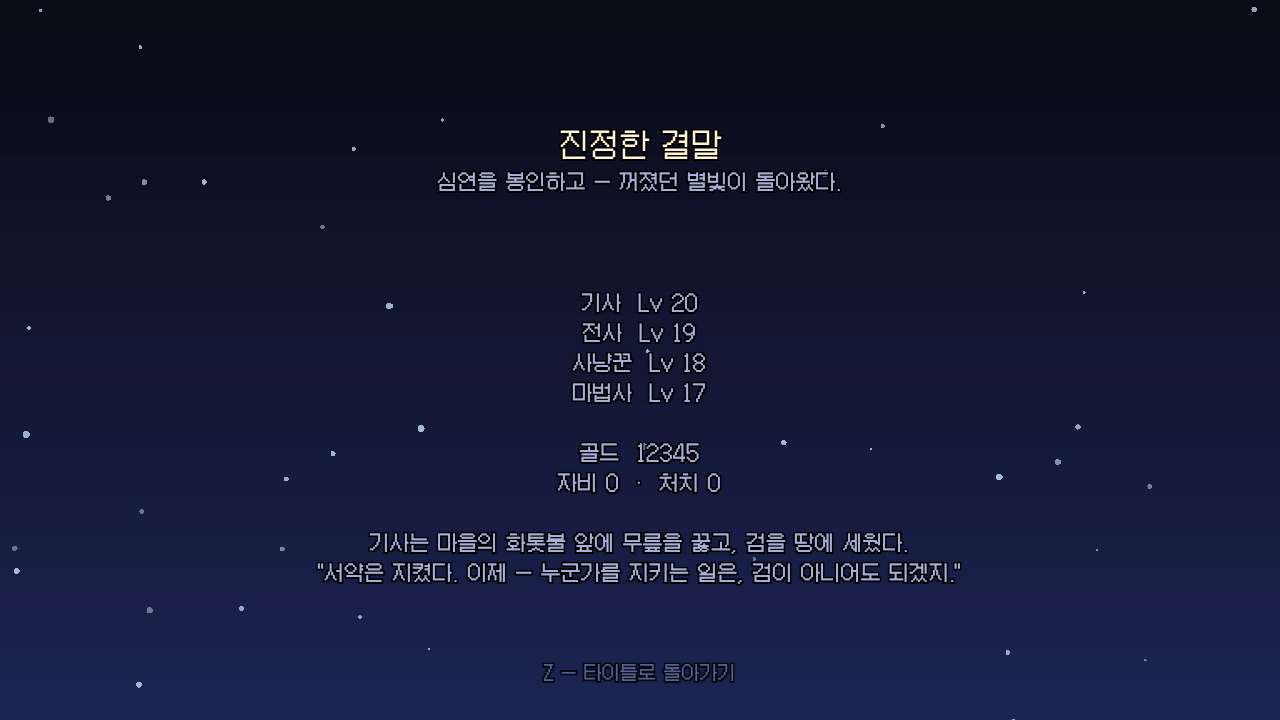 진정한 결말
심연을 봉인하고 — 꺼졌던 별빛이 돌아왔다.
기사 Lv 20
전사 Lv 19
사냥꾼 Lv 18
마법사 Lv 17
골드 12345
자비 0 · 처치 0
기사는 마을의 화톳불 앞에 무릎을 꿇고, 검을 땅에 세웠다.
"서약은 지켰다. 이제 — 누군가를 지키는 일은, 검이 아니어도 되겠지."
Z — 타이틀로 돌아가기